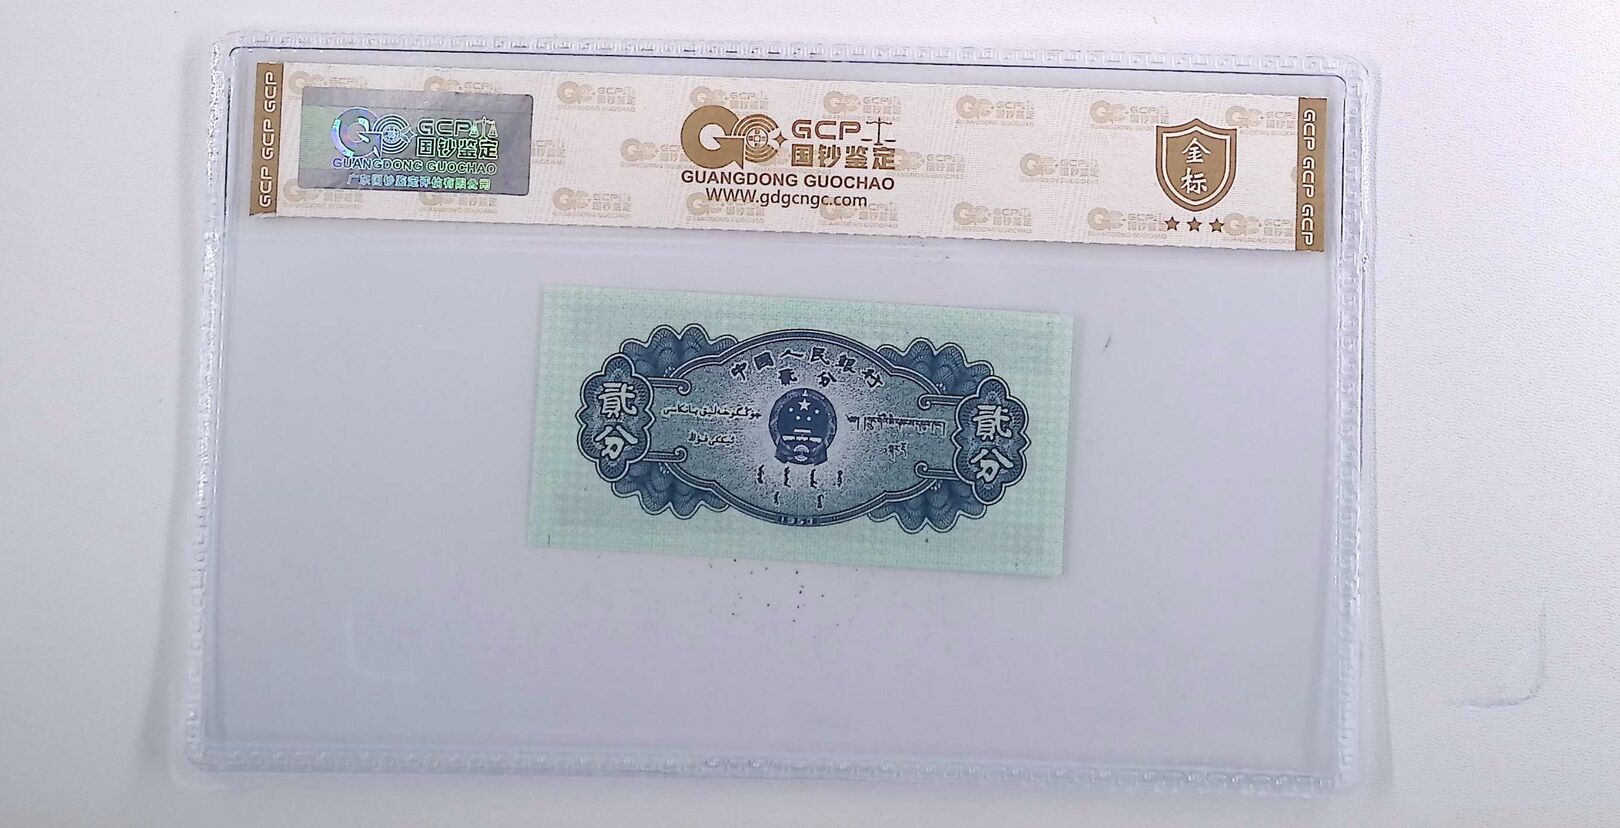 GCP GCP GCP
GCP
国钞鉴定
GUANGDONG GUOCHAO
广东国钞鉴定评估有限公司
GCP
国钞鉴定
GUANGDONG GUOCHAO
WWW.gdgcngc.com
金标
GCP GCP GCP
中国人民银行
贰分
贰分
贰分
1953